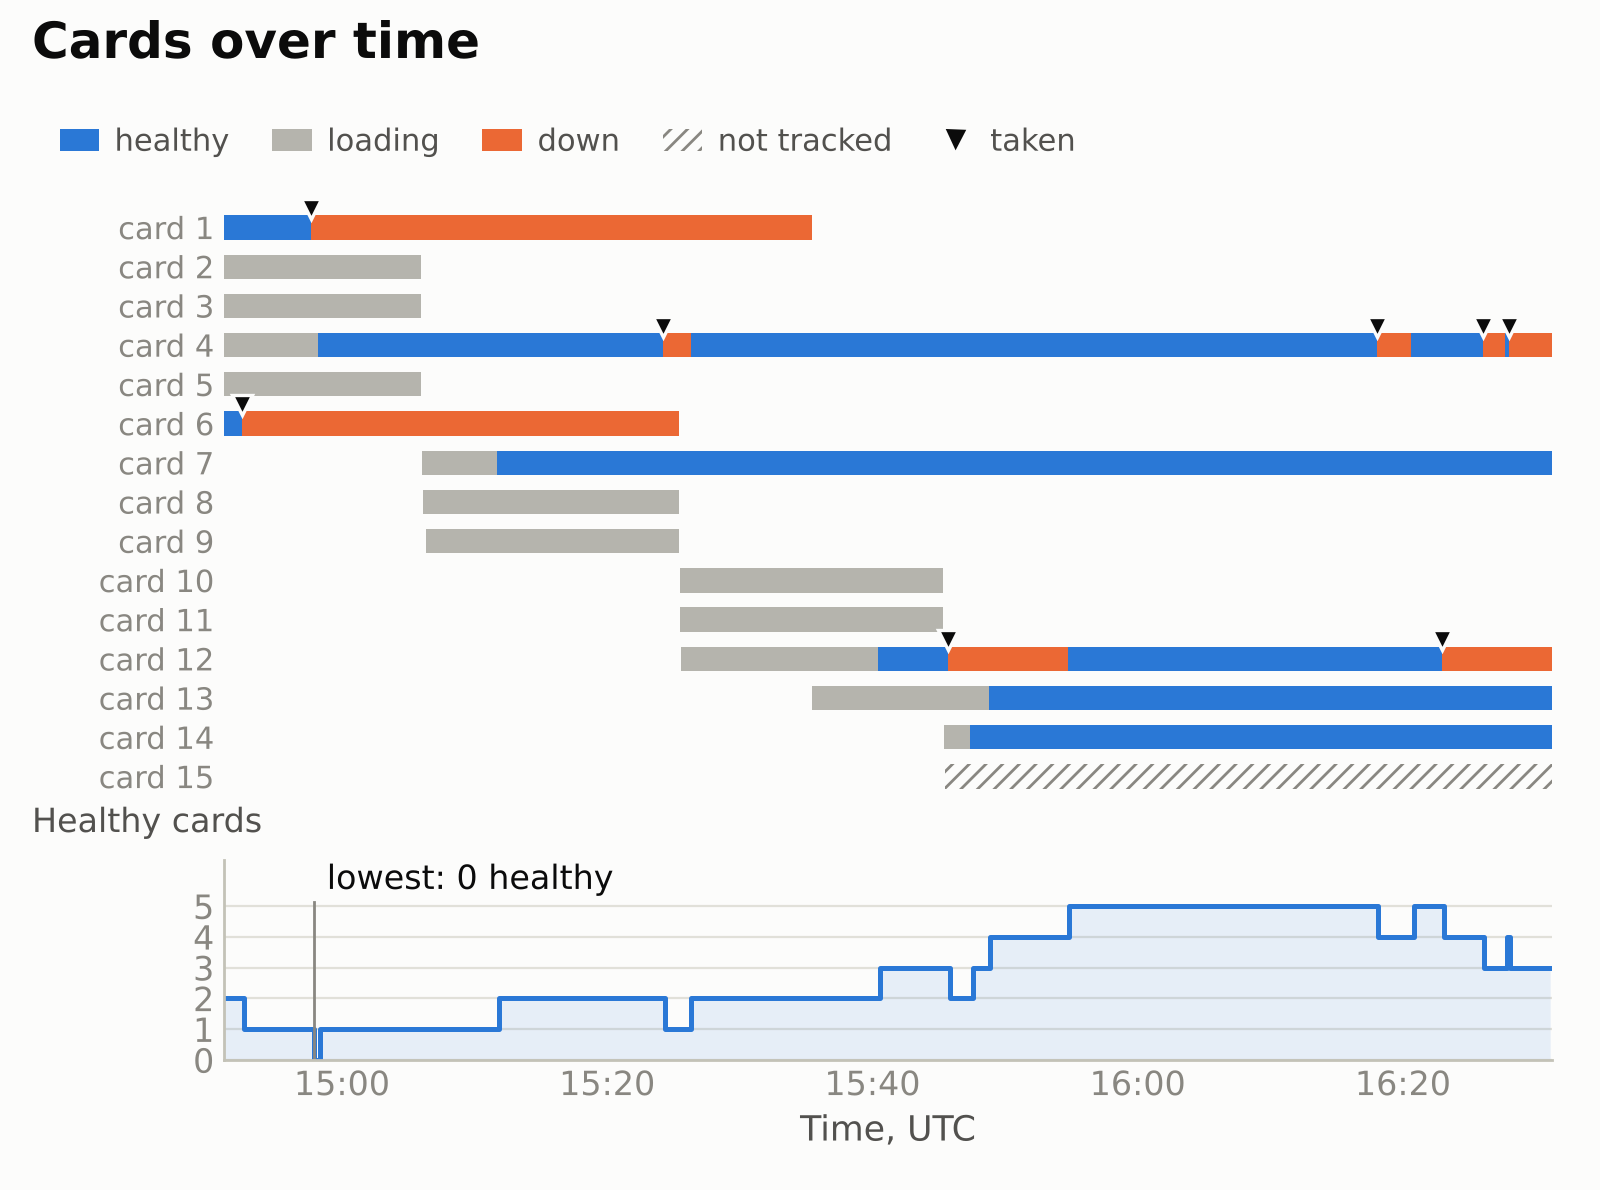 Cards over time
healthy loading down not tracked taken
card 1
card 2
card 3
card 4
card 5
card 6
card 7
card 8
card 9
card 10
card 11
card 12
card 13
card 14
card 15
Healthy cards
lowest: 0 healthy
5
4
3
2
1
0
15:00 15:20 15:40 16:00 16:20
Time, UTC